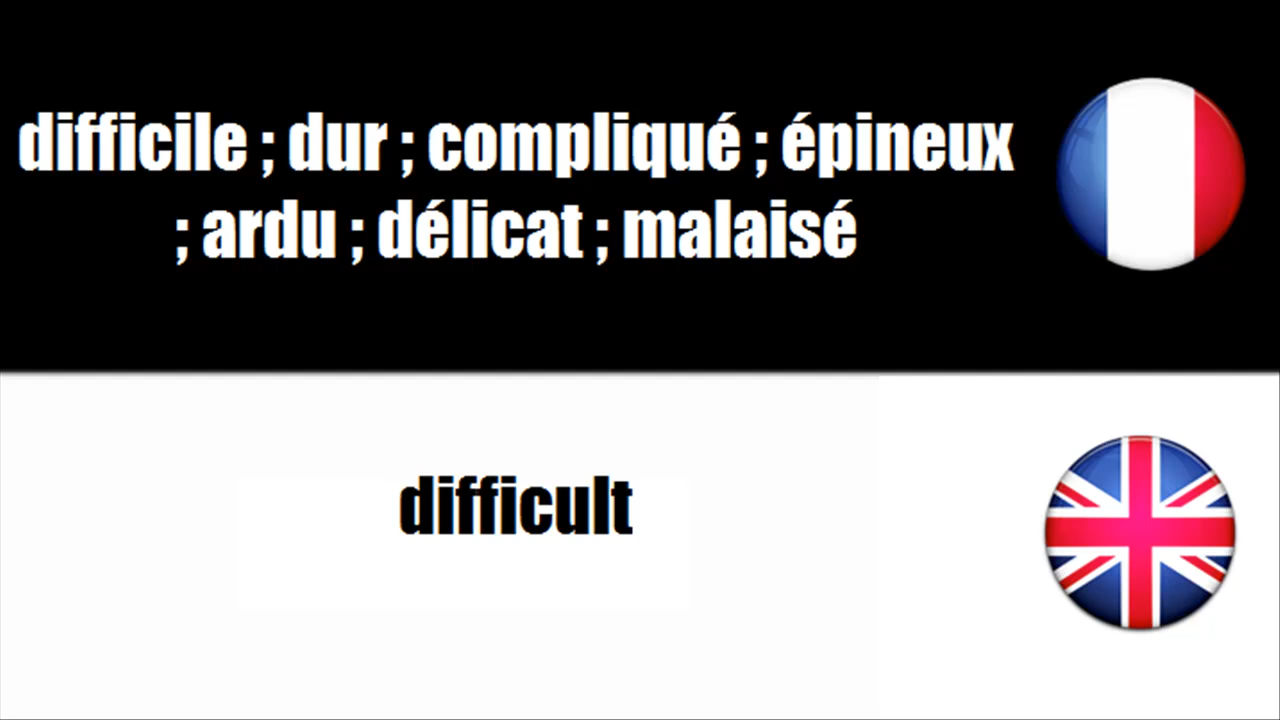 difficile ; dur ; compliqué ; épineux
; ardu ; délicat ; malaisé
difficult